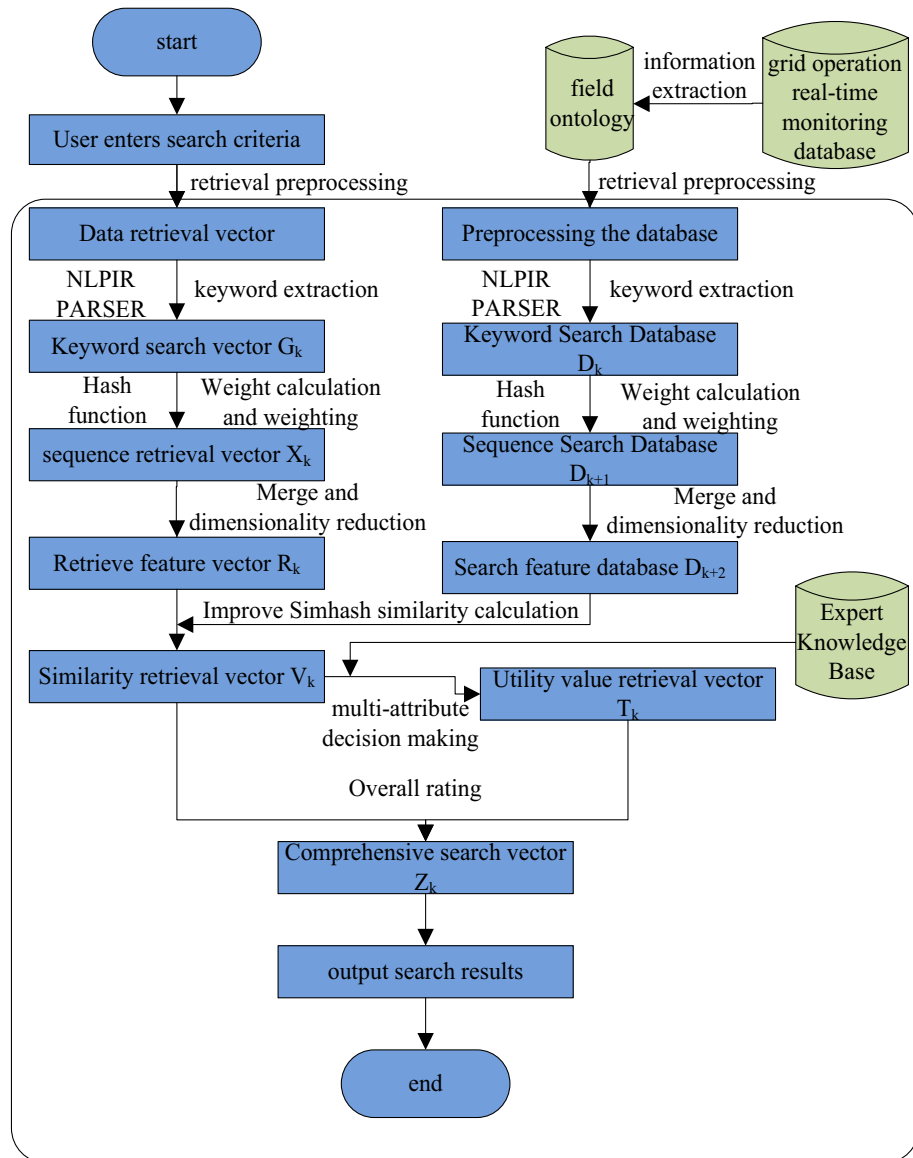 start
information
extraction
field
ontology
grid operation
real-time
monitoring
database
User enters search criteria
retrieval preprocessing
retrieval preprocessing
Data retrieval vector
Preprocessing the database
NLPIR
PARSER
keyword extraction
NLPIR
PARSER
keyword extraction
Keyword search vector Gk
Keyword Search Database
Dk
Hash
function
Weight calculation
and weighting
Hash
function
Weight calculation
and weighting
sequence retrieval vector Xk
Sequence Search Database
Dk+1
Merge and
dimensionality reduction
Merge and
dimensionality reduction
Retrieve feature vector Rk
Search feature database Dk+2
Improve Simhash similarity calculation
Expert
Knowledge
Base
Similarity retrieval vector Vk
Utility value retrieval vector
Tk
multi-attribute
decision making
Overall rating
Comprehensive search vector
Zk
output search results
end